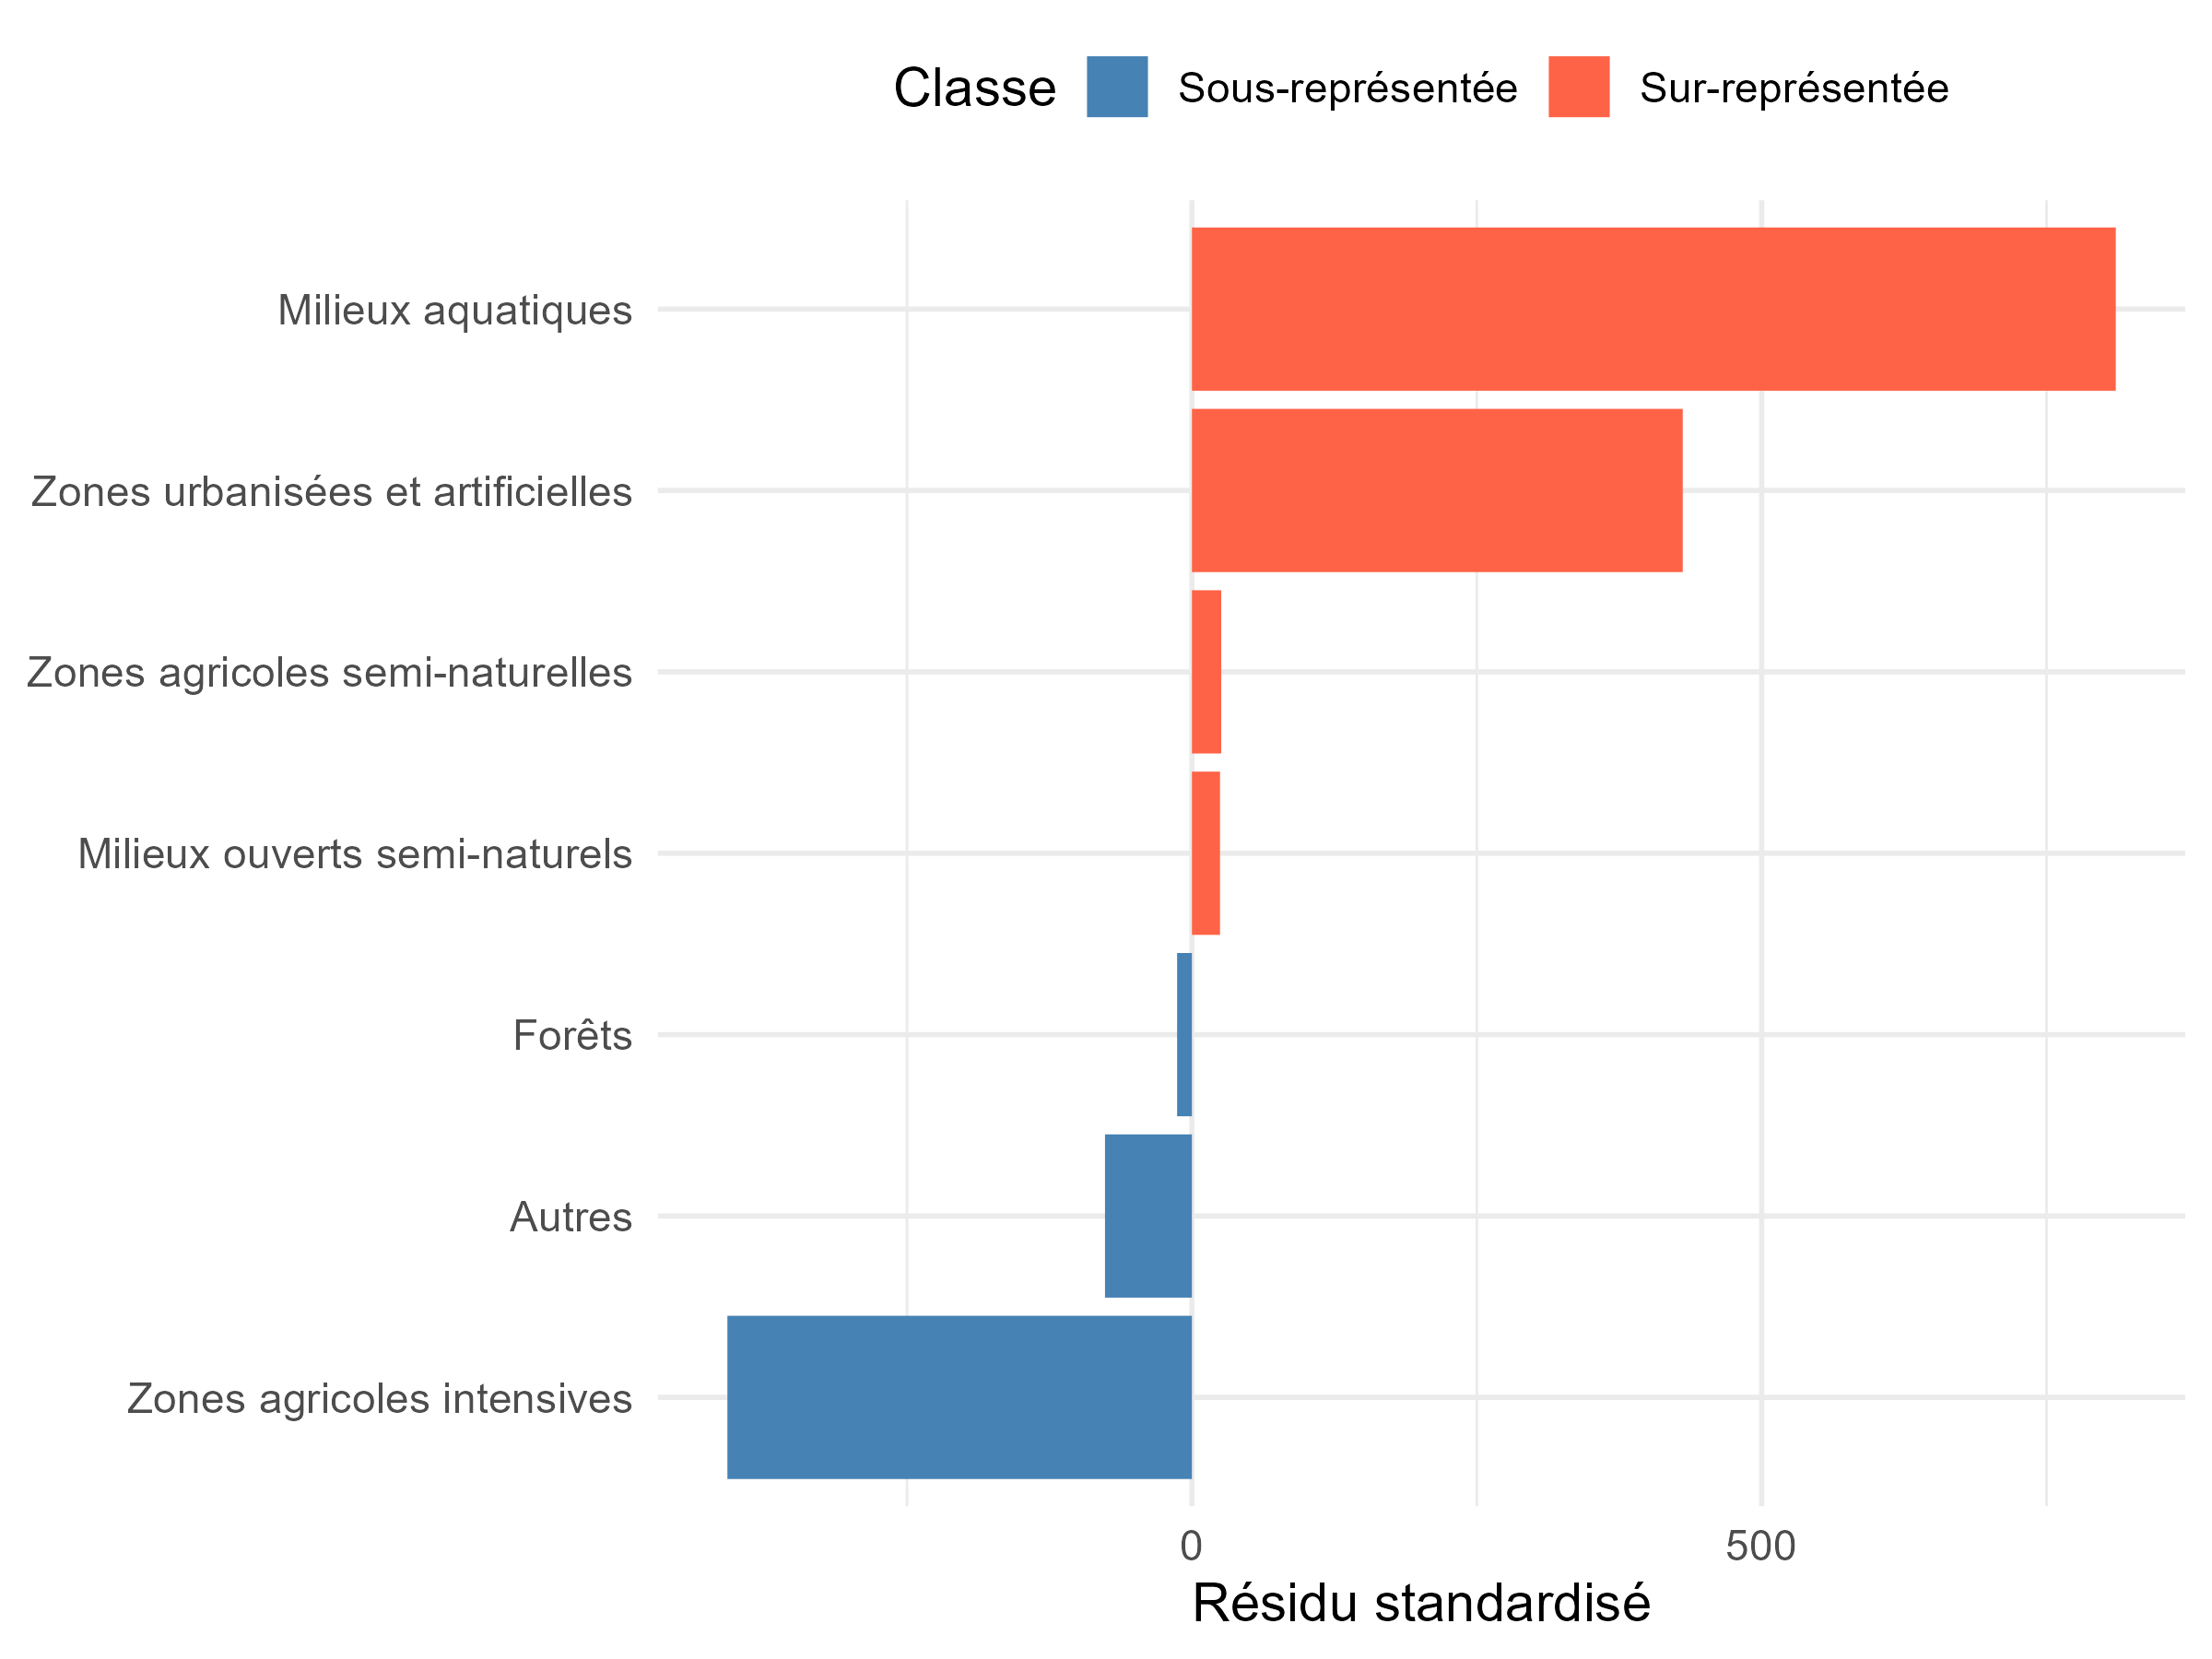 Classe Sous-représentée Sur-représentée
Milieux aquatiques
Zones urbanisées et artificielles
Zones agricoles semi-naturelles
Milieux ouverts semi-naturels
Forêts
Autres
Zones agricoles intensives
0 500
Résidu standardisé